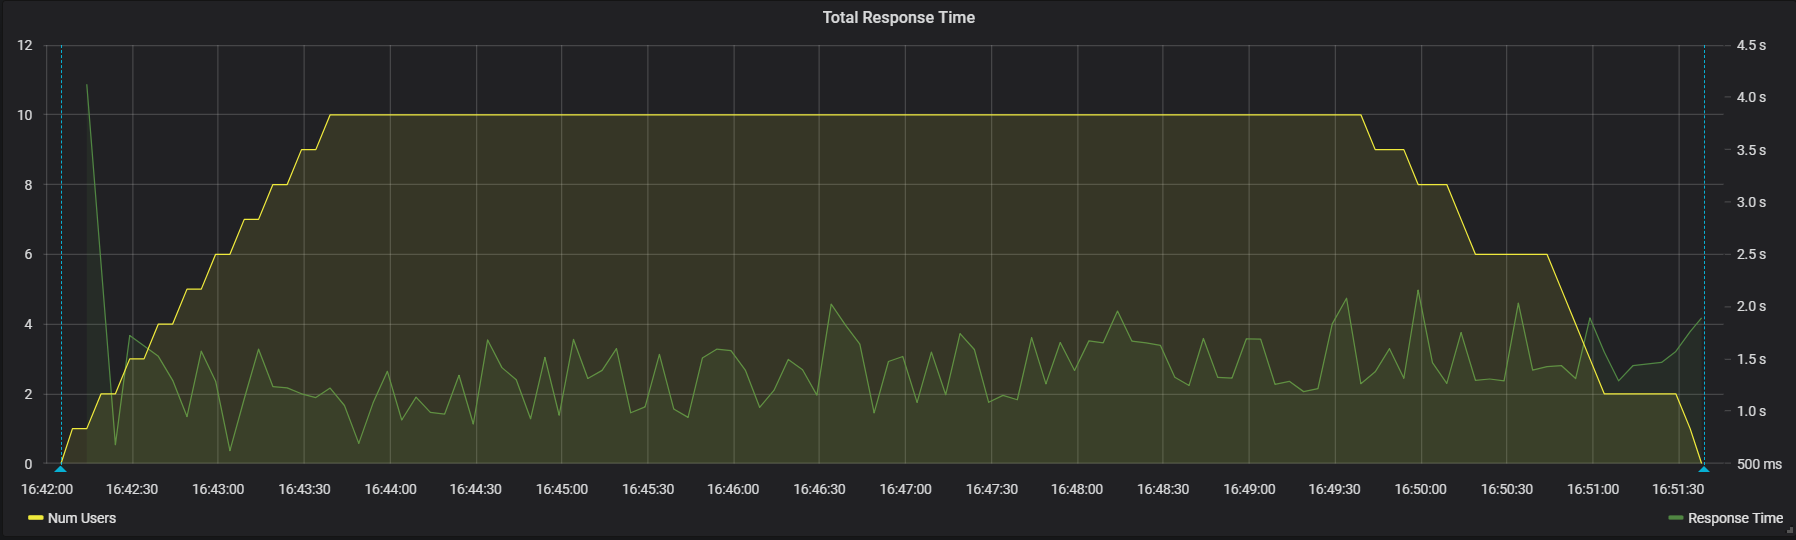 Total Response Time
12
10
8
6
4
2
0
4.5 s
4.0 s
3.5 s
3.0 s
2.5 s
2.0 s
1.5 s
1.0 s
500 ms
16:42:00 16:42:30 16:43:00 16:43:30 16:44:00 16:44:30 16:45:00 16:45:30 16:46:00 16:46:30 16:47:00 16:47:30 16:48:00 16:48:30 16:49:00 16:49:30 16:50:00 16:50:30 16:51:00 16:51:30
Num Users
Response Time